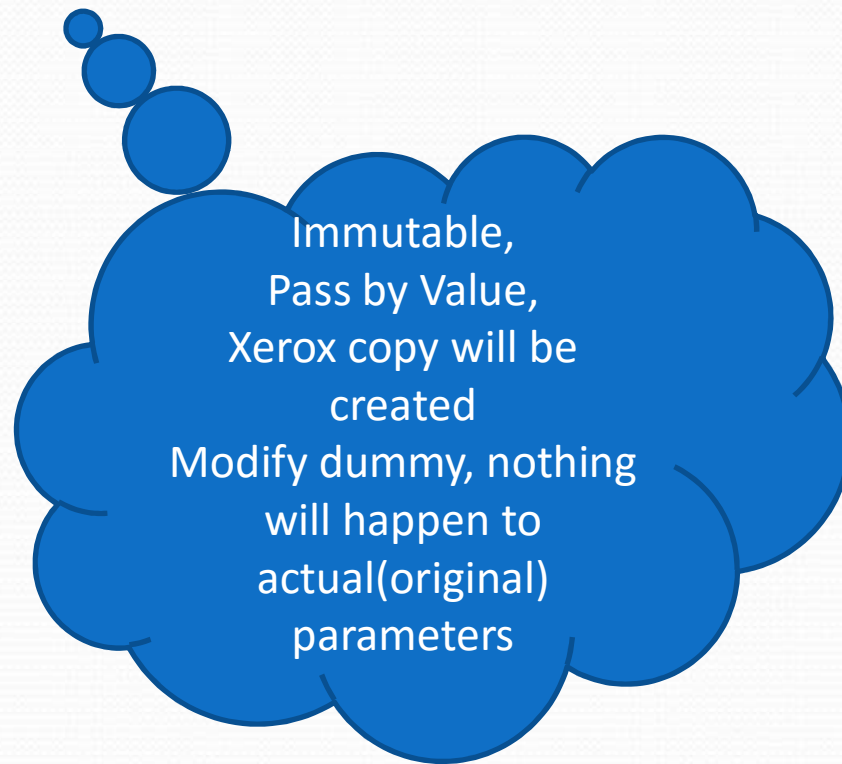 Immutable,
Pass by Value,
Xerox copy will be
created
Modify dummy, nothing
will happen to
actual(original)
parameters